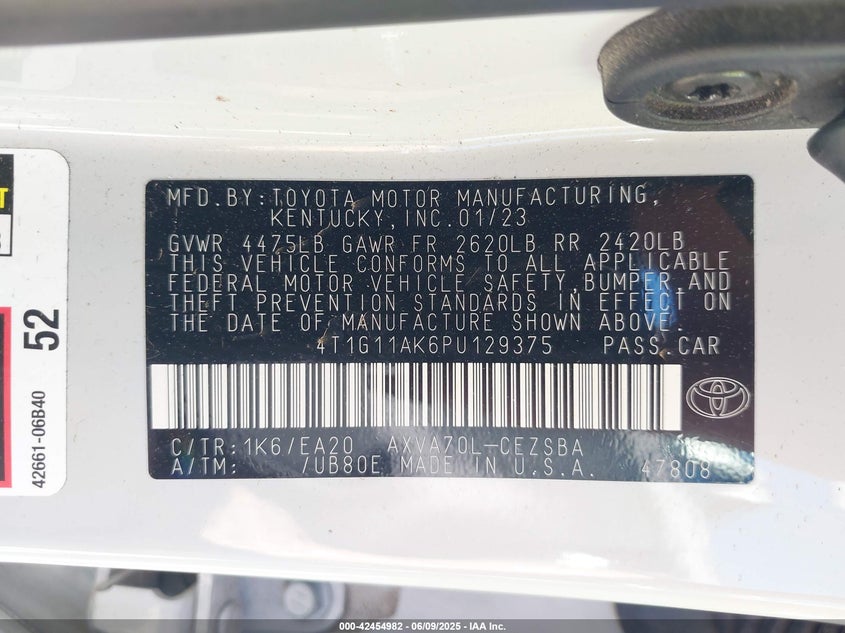 MFD.BY:TOYOTA MOTOR MANUFACTURING,
KENTUCKY,INC.01/23
GVWR 4475LB GAWR FR 2620LB RR 2420LB
THIS VEHICLE CONFORMS TO ALL APPLICABLE
FEDERAL MOTOR VEHICLE SAFETY,BUMPER,AND
THEFT PREVENTION STANDARDS IN EFFECT ON
THE DATE OF MANUFACTURE SHOWN ABOVE.
4T1G11AK6PU129375 PASS.CAR
C/TR:1K6/EA20 AXVA70L-CEZSBA
A/TM: /UB80E MADE IN U.S.A. 47808
52
42661-06B40
000-42454982 - 06/09/2025 - IAA Inc.